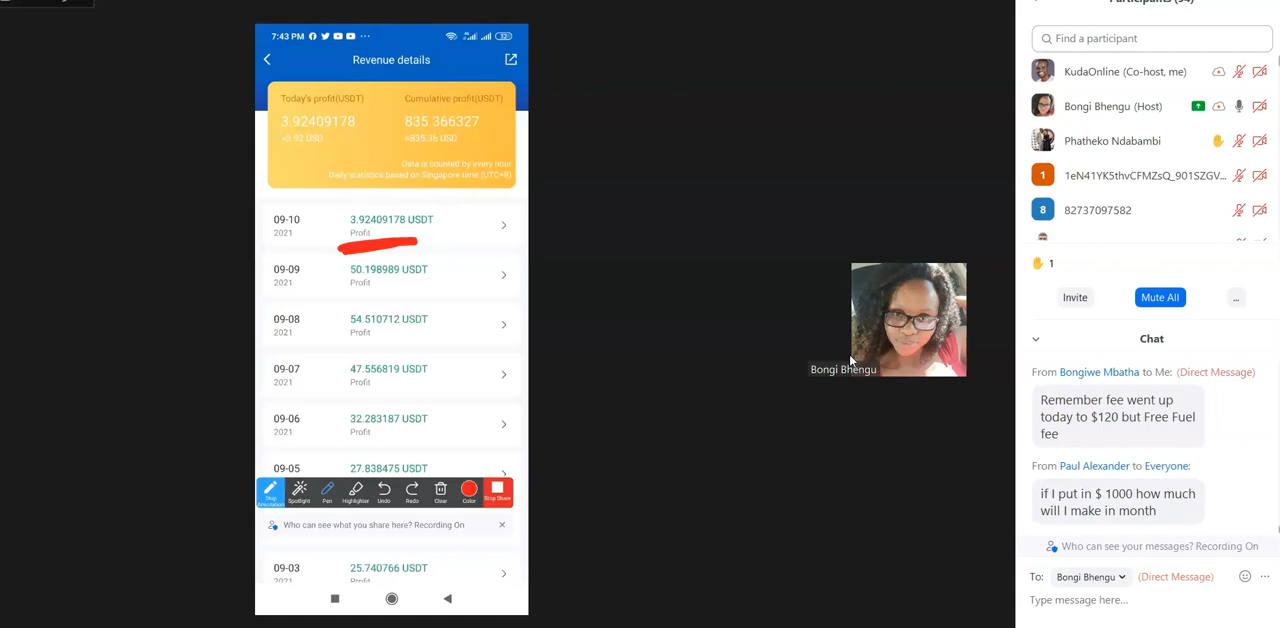 7:43 PM
Revenue details
Today's profit(USDT)
Cumulative profit(USDT)
3.92409178
835.366327
≈3.92 USD
≈835.36 USD
Data is counted by every hour
Daily statistics based on Singapore time (UTC+8)
09-10
3.92409178 USDT
2021
Profit
09-09
50.198989 USDT
2021
Profit
09-08
54.510712 USDT
2021
Profit
09-07
47.556819 USDT
2021
Profit
09-06
32.283187 USDT
2021
Profit
09-05
27.838475 USDT
Stop Annotation
Spotlight
Pen
Highlighter
Undo
Redo
Clear
Color
Stop Share
Who can see what you share here? Recording On
09-03
25.740766 USDT
2021
Profit
Bongi Bhengu
Find a participant
KudaOnline (Co-host, me)
Bongi Bhengu (Host)
Phatheko Ndabambi
1
1eN41YK5thvCFMZsQ_901SZGV...
8
82737097582
1
Invite
Mute All
...
Chat
From Bongiwe Mbatha to Me: (Direct Message)
Remember fee went up
today to $120 but Free Fuel
fee
From Paul Alexander to Everyone:
if I put in $ 1000 how much
will I make in month
Who can see your messages? Recording On
To: Bongi Bhengu (Direct Message)
Type message here...